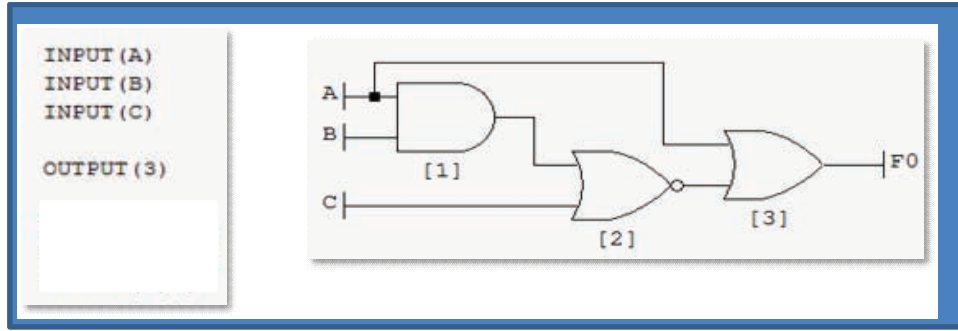 INPUT(A)
INPUT(B)
INPUT(C)
OUTPUT(3)
A
B
[1]
F0
C
[3]
[2]